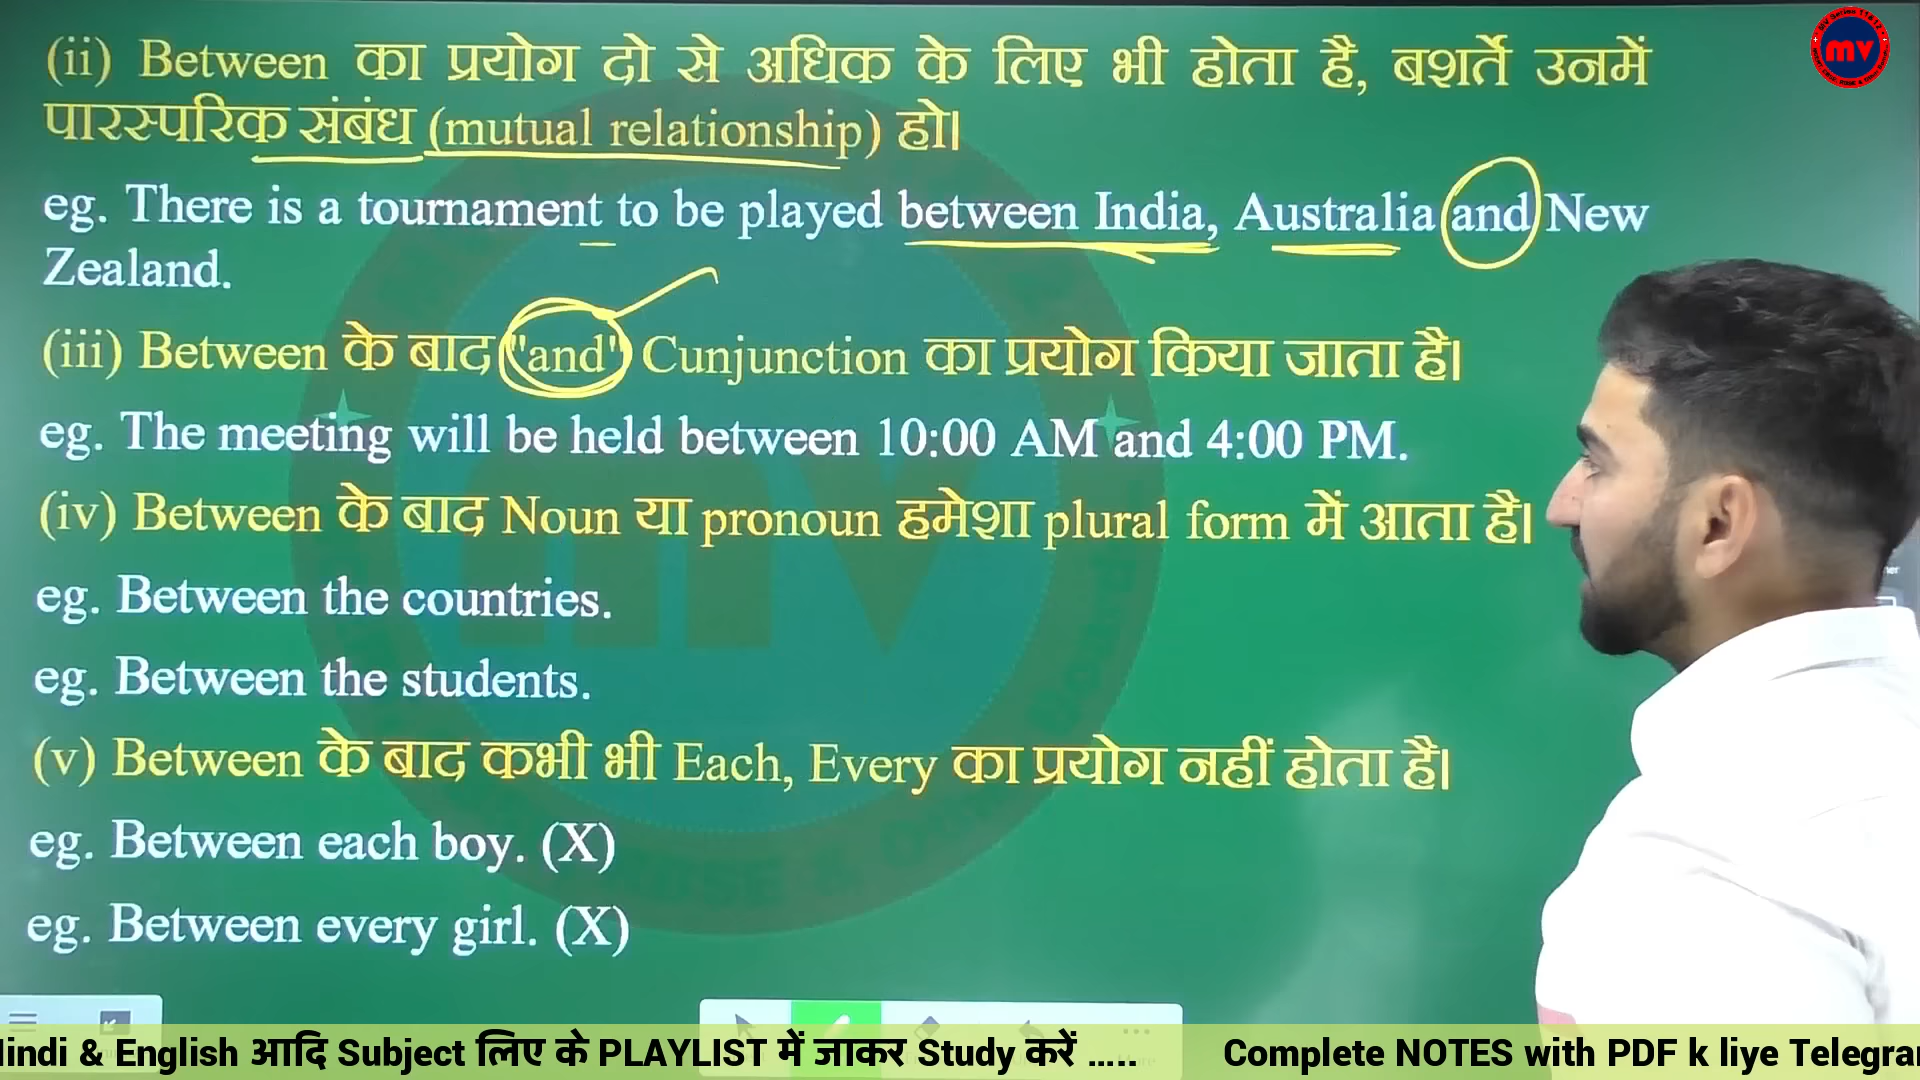 (ii) Between का प्रयोग दो से अधिक के लिए भी होता है, बशर्ते उनमें
पारस्परिक संबंध (mutual relationship) हो।
eg. There is a tournament to be played between India, Australia and New
Zealand.
(iii) Between के बाद "and" Cunjunction का प्रयोग किया जाता है।
eg. The meeting will be held between 10:00 AM and 4:00 PM.
(iv) Between के बाद Noun या pronoun हमेशा plural form में आता है।
eg. Between the countries.
eg. Between the students.
(v) Between के बाद कभी भी Each, Every का प्रयोग नहीं होता है।
eg. Between each boy. (X)
eg. Between every girl. (X)
mv
Hindi & English आदि Subject लिए के PLAYLIST में जाकर Study करें ..... Complete NOTES with PDF k liye Telegram